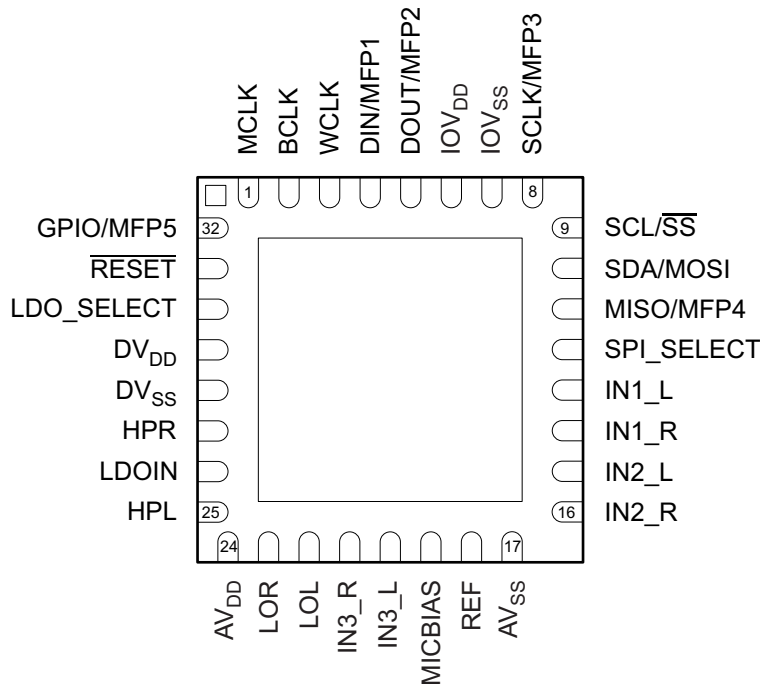 MCLK
BCLK
WCLK
DIN/MFP1
DOUT/MFP2
IOVDD
IOVSS
SCLK/MFP3
1
8
GPIO/MFP5
32
9
SCL/SS
RESET
SDA/MOSI
LDO_SELECT
MISO/MFP4
DVDD
SPI_SELECT
DVSS
IN1_L
HPR
IN1_R
LDOIN
IN2_L
HPL
25
16
IN2_R
24
17
AVDD
LOR
LOL
IN3_R
IN3_L
MICBIAS
REF
AVSS